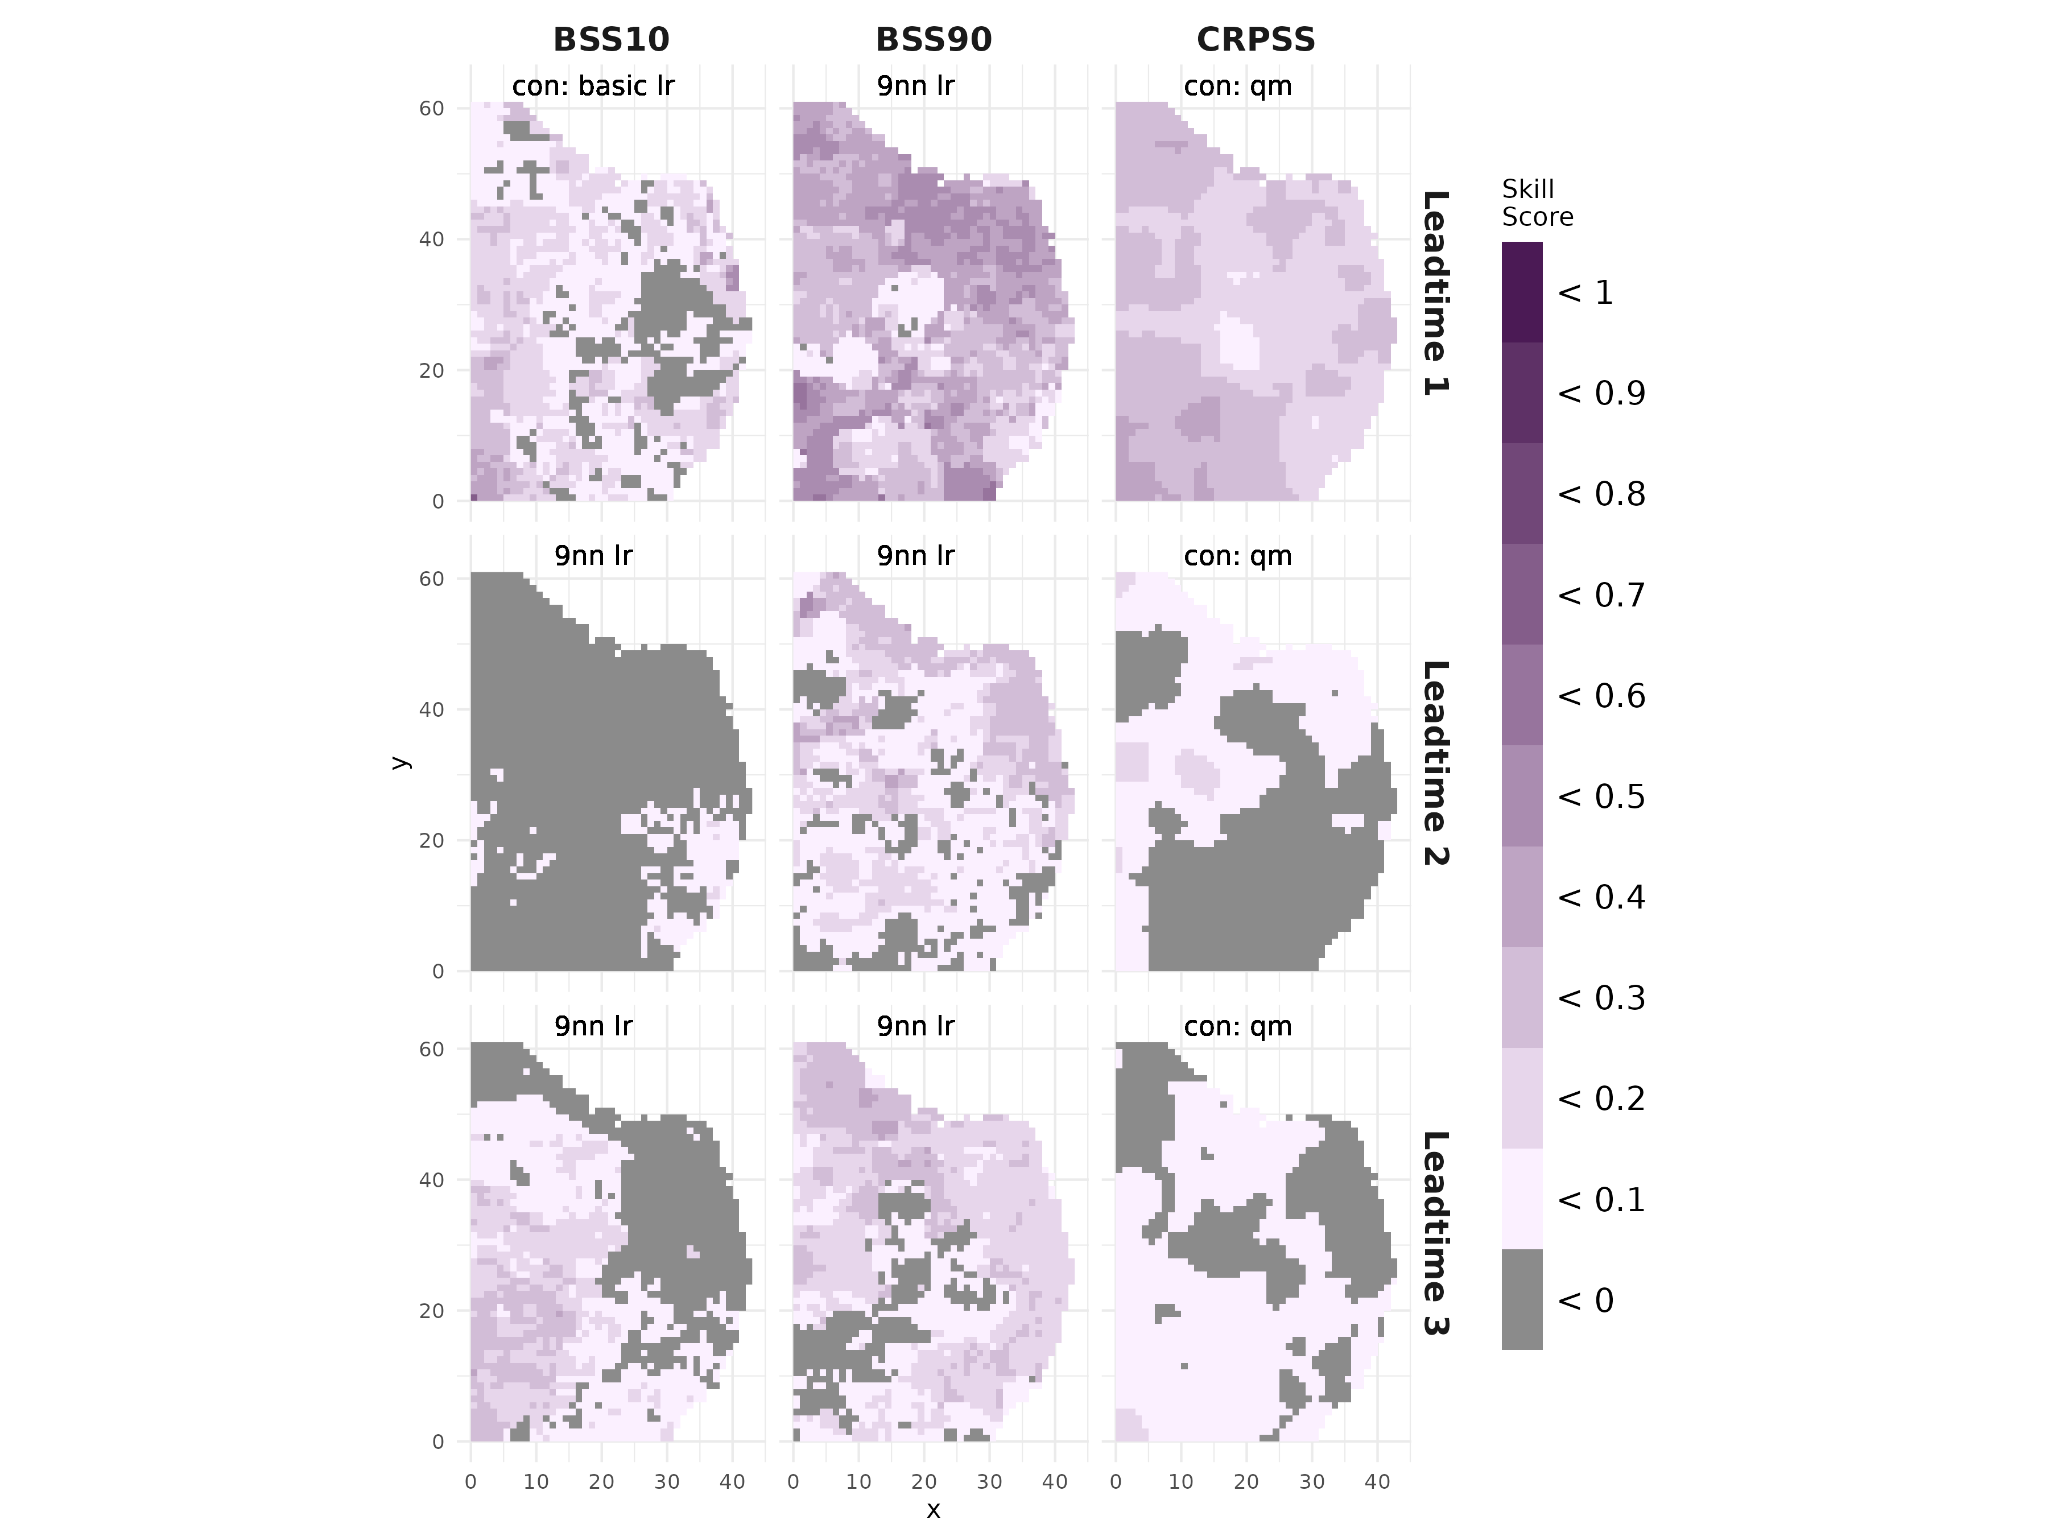 BSS10 BSS90 CRPSS
con: basic lr 9nn lr con: qm
60
40
20
0
Leadtime 1
9nn lr 9nn lr con: qm
60
40
20
0
Leadtime 2
y
9nn lr 9nn lr con: qm
60
40
20
0
Leadtime 3
0 10 20 30 40 0 10 20 30 40 0 10 20 30 40
x
Skill
Score
< 1
< 0.9
< 0.8
< 0.7
< 0.6
< 0.5
< 0.4
< 0.3
< 0.2
< 0.1
< 0